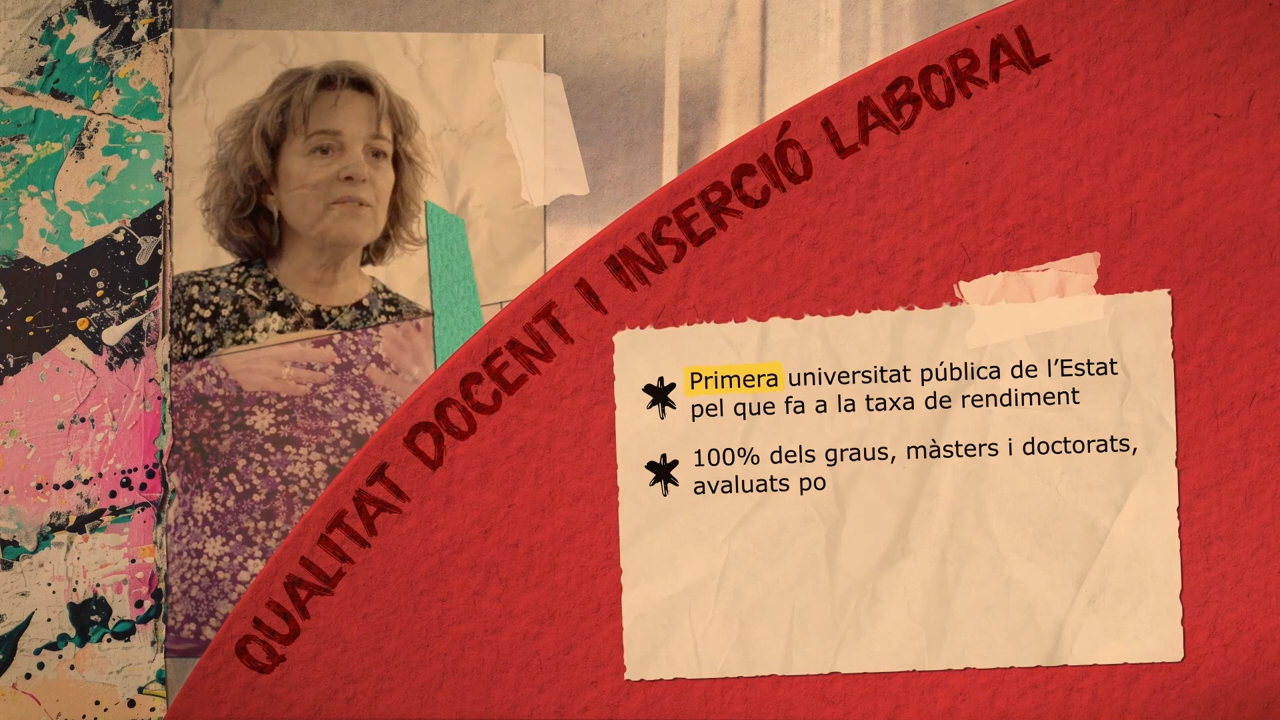 QUALITAT DOCENT I INSERCIÓ LABORAL
Primera universitat pública de l’Estat
pel que fa a la taxa de rendiment
100% dels graus, màsters i doctorats,
avaluats po